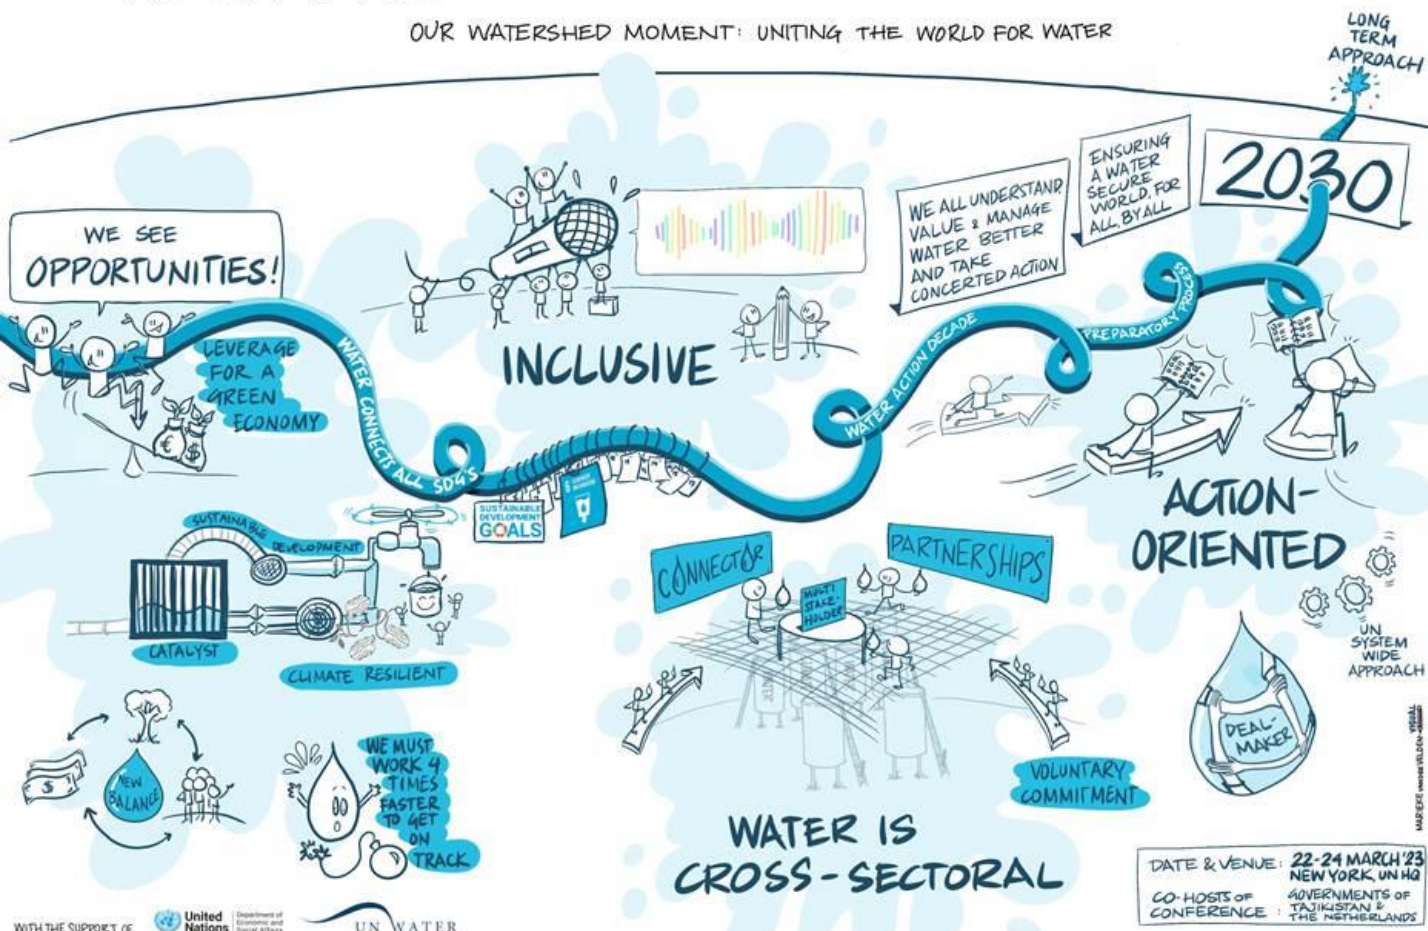 OUR WATERSHED MOMENT: UNITING THE WORLD FOR WATER
LONG
TERM
APPROACH
2030
ENSURING
A WATER
SECURE
WORLD, FOR
ALL, BY ALL
WE ALL UNDERSTAND
VALUE & MANAGE
WATER BETTER
AND TAKE
CONCERTED ACTION
WE SEE
OPPORTUNITIES!
LEVERAGE
FOR A
GREEN
ECONOMY
€ $
WATER CONNECTS ALL SDG'S
INCLUSIVE
WATER ACTION DECADE
PREPARATORY PROCESS
SUSTAINABLE
DEVELOPMENT
GOALS
ACTION-
ORIENTED
SUSTAINABLE
DEVELOPMENT
CATALYST
CLIMATE RESILIENT
CONNECTOR
PARTNERSHIPS
MULTI
STAKE-
HOLDER
UN
SYSTEM
WIDE
APPROACH
DEAL-
MAKER
$
NEW
BALANCE
WE MUST
WORK 4
TIMES
FASTER
TO GET
ON
TRACK
VOLUNTARY
COMMITMENT
WATER IS
CROSS-SECTORAL
DATE & VENUE: 22-24 MARCH '23
NEW YORK, UN HQ
CO-HOSTS OF
CONFERENCE:
GOVERNMENTS OF
TAJIKISTAN &
THE NETHERLANDS
WITH THE SUPPORT OF
United
Nations
Department of
Economic and
Social Affairs
UN WATER